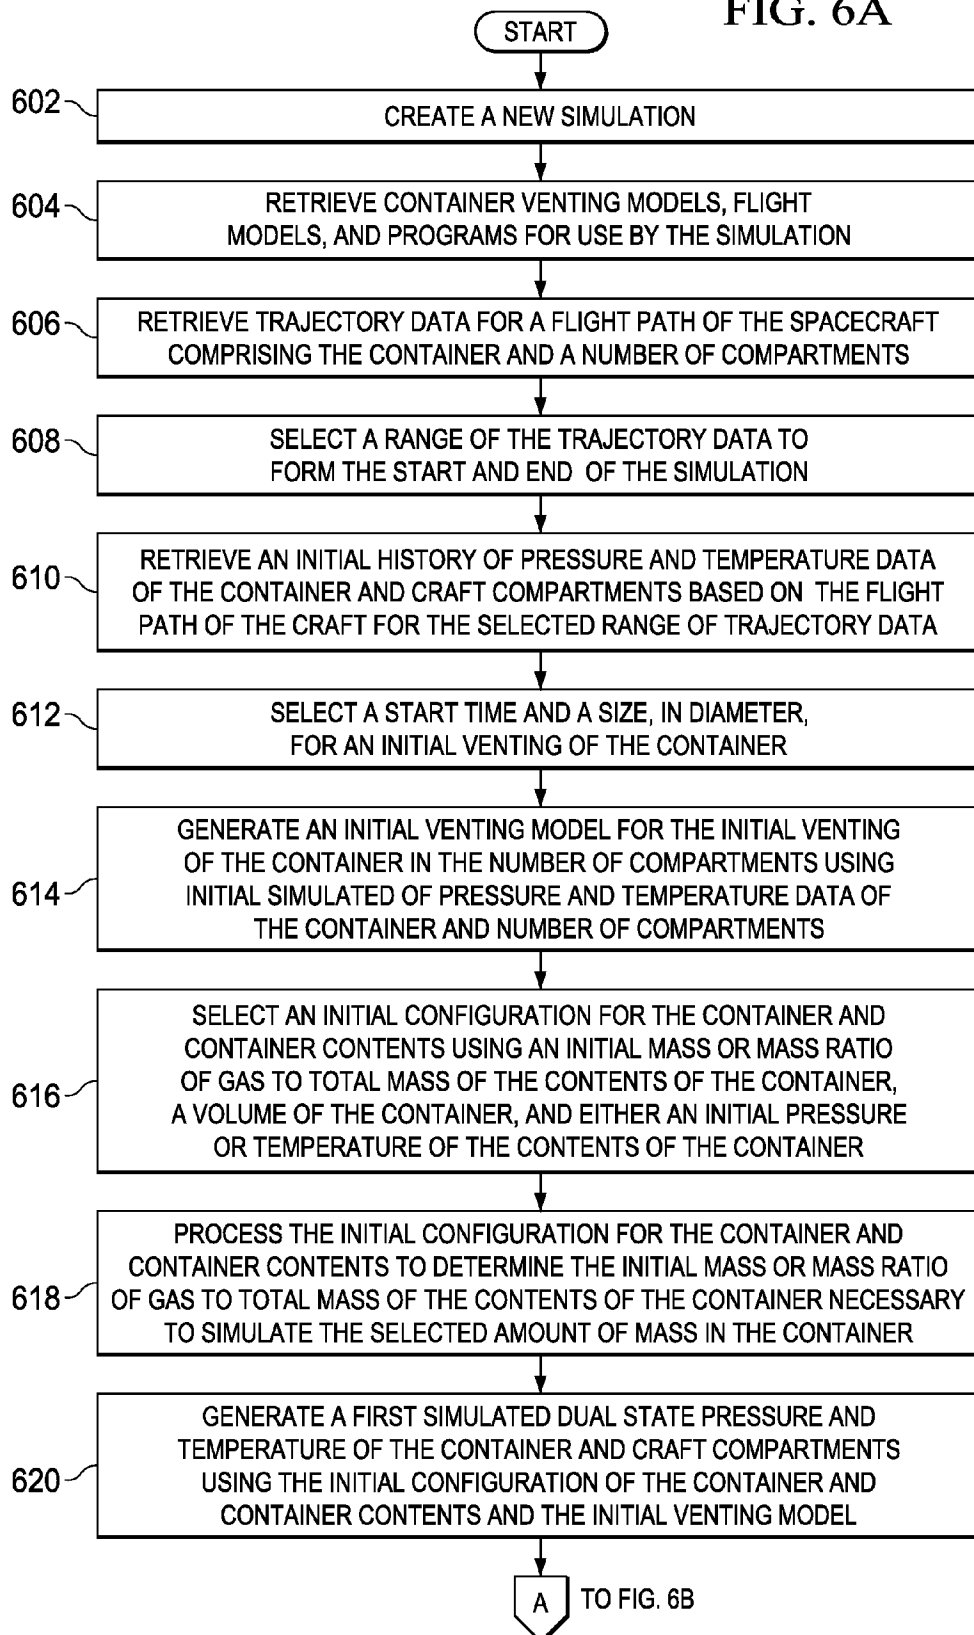 FIG. 6A
START
602
CREATE A NEW SIMULATION
604
RETRIEVE CONTAINER VENTING MODELS, FLIGHT
MODELS, AND PROGRAMS FOR USE BY THE SIMULATION
606
RETRIEVE TRAJECTORY DATA FOR A FLIGHT PATH OF THE SPACECRAFT
COMPRISING THE CONTAINER AND A NUMBER OF COMPARTMENTS
608
SELECT A RANGE OF THE TRAJECTORY DATA TO
FORM THE START AND END OF THE SIMULATION
610
RETRIEVE AN INITIAL HISTORY OF PRESSURE AND TEMPERATURE DATA
OF THE CONTAINER AND CRAFT COMPARTMENTS BASED ON THE FLIGHT
PATH OF THE CRAFT FOR THE SELECTED RANGE OF TRAJECTORY DATA
612
SELECT A START TIME AND A SIZE, IN DIAMETER,
FOR AN INITIAL VENTING OF THE CONTAINER
614
GENERATE AN INITIAL VENTING MODEL FOR THE INITIAL VENTING
OF THE CONTAINER IN THE NUMBER OF COMPARTMENTS USING
INITIAL SIMULATED OF PRESSURE AND TEMPERATURE DATA OF
THE CONTAINER AND NUMBER OF COMPARTMENTS
616
SELECT AN INITIAL CONFIGURATION FOR THE CONTAINER AND
CONTAINER CONTENTS USING AN INITIAL MASS OR MASS RATIO
OF GAS TO TOTAL MASS OF THE CONTENTS OF THE CONTAINER,
A VOLUME OF THE CONTAINER, AND EITHER AN INITIAL PRESSURE
OR TEMPERATURE OF THE CONTENTS OF THE CONTAINER
618
PROCESS THE INITIAL CONFIGURATION FOR THE CONTAINER AND
CONTAINER CONTENTS TO DETERMINE THE INITIAL MASS OR MASS RATIO
OF GAS TO TOTAL MASS OF THE CONTENTS OF THE CONTAINER NECESSARY
TO SIMULATE THE SELECTED AMOUNT OF MASS IN THE CONTAINER
620
GENERATE A FIRST SIMULATED DUAL STATE PRESSURE AND
TEMPERATURE OF THE CONTAINER AND CRAFT COMPARTMENTS
USING THE INITIAL CONFIGURATION OF THE CONTAINER AND
CONTAINER CONTENTS AND THE INITIAL VENTING MODEL
A
TO FIG. 6B